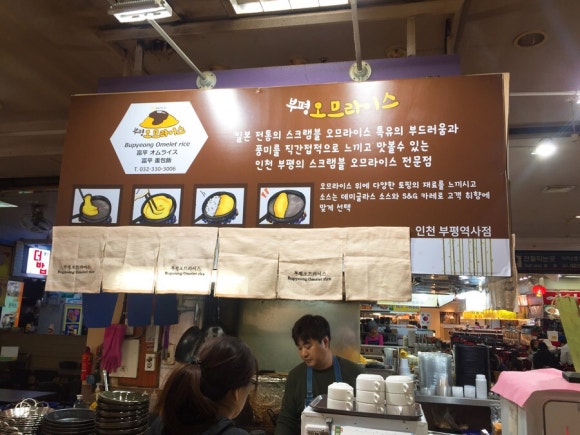 부평 오므라이스
Bupyeong Omelet rice
富平 オムライス
富平 蛋包飯
T. 032-330-3006
부평 오므라이스
일본 전통의 스크램블 오므라이스 특유의 부드러움과
풍미를 직간접적으로 느끼고 맛볼수 있는
인천 부평의 스크램블 오므라이스 전문점
오므라이스 위에 다양한 토핑의 재료를 느끼시고
소스는 데미글라스 소스와 S&G 카레로 고객 취향에
맞게 선택
인천 부평역사점
부평오므라이스
Bupyeong Omelet rice
부평오므라이스
Bupyeong Omelet rice
부평오므라이스
Bupyeong Omelet rice